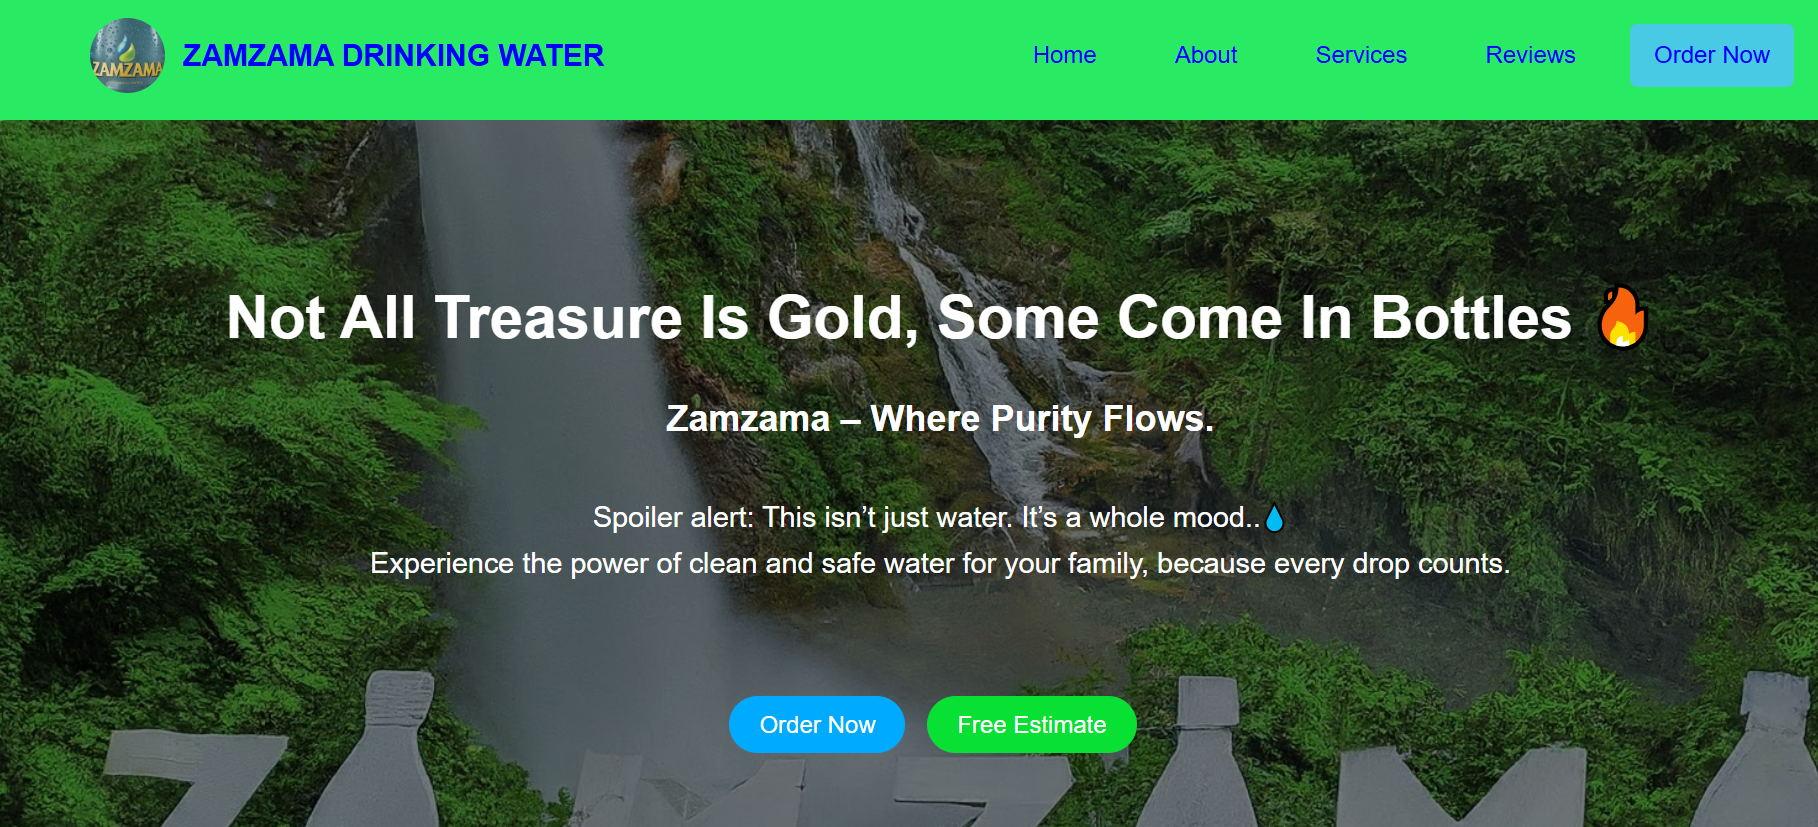 ZAMZAMA
ZAMZAMA DRINKING WATER
Home
About
Services
Reviews
Order Now
Not All Treasure Is Gold, Some Come In Bottles 🔥
Zamzama – Where Purity Flows.
Spoiler alert: This isn’t just water. It’s a whole mood..💧
Experience the power of clean and safe water for your family, because every drop counts.
Order Now
Free Estimate